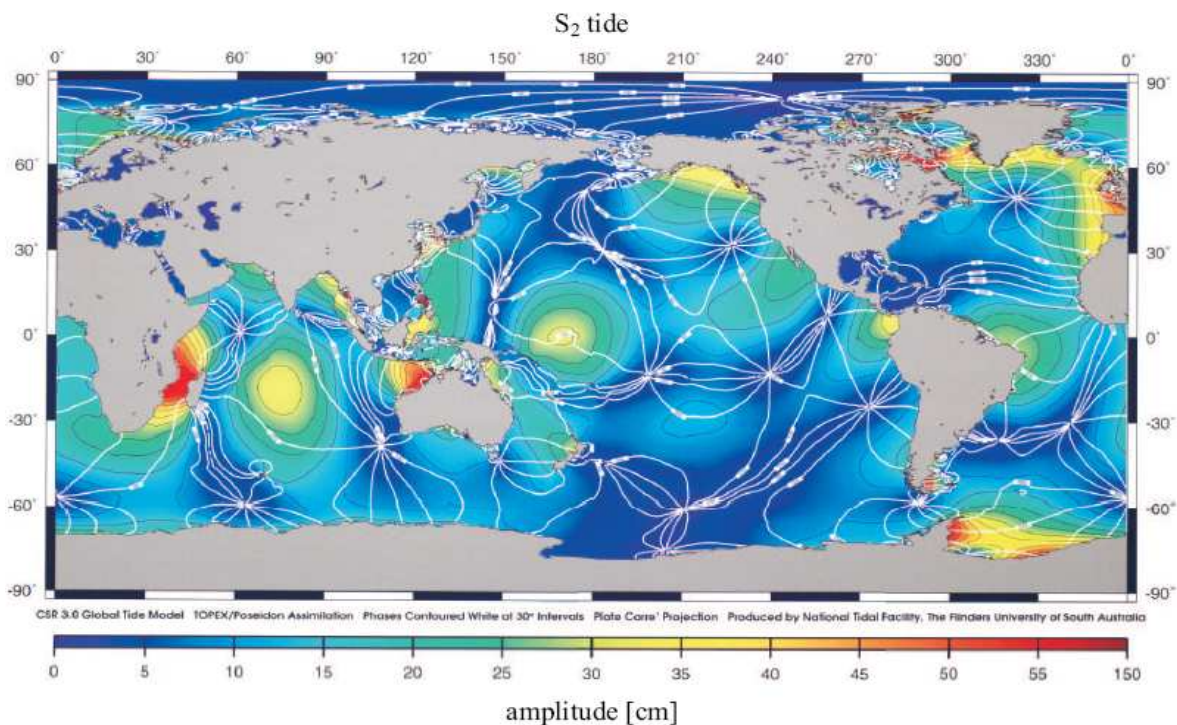 S₂ tide
0° 30° 60° 90° 120° 150° 180° 210° 240° 270° 300° 330° 0°
90° 90°
60° 60°
30° 30°
0° 0°
-30° -30°
-60° -60°
-90° -90°
CSR 3.0 Global Tide Model TOPEX/Poseidon Assimilation Phases Contoured White at 30° Intervals Plate Carre' Projection Produced by National Tidal Facility, The Flinders University of South Australia
0 5 10 15 20 25 30 35 40 45 50 55 150
amplitude [cm]